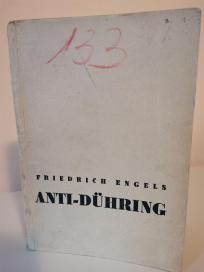 133
FRIEDRICH ENGELS
ANTI-DÜHRING